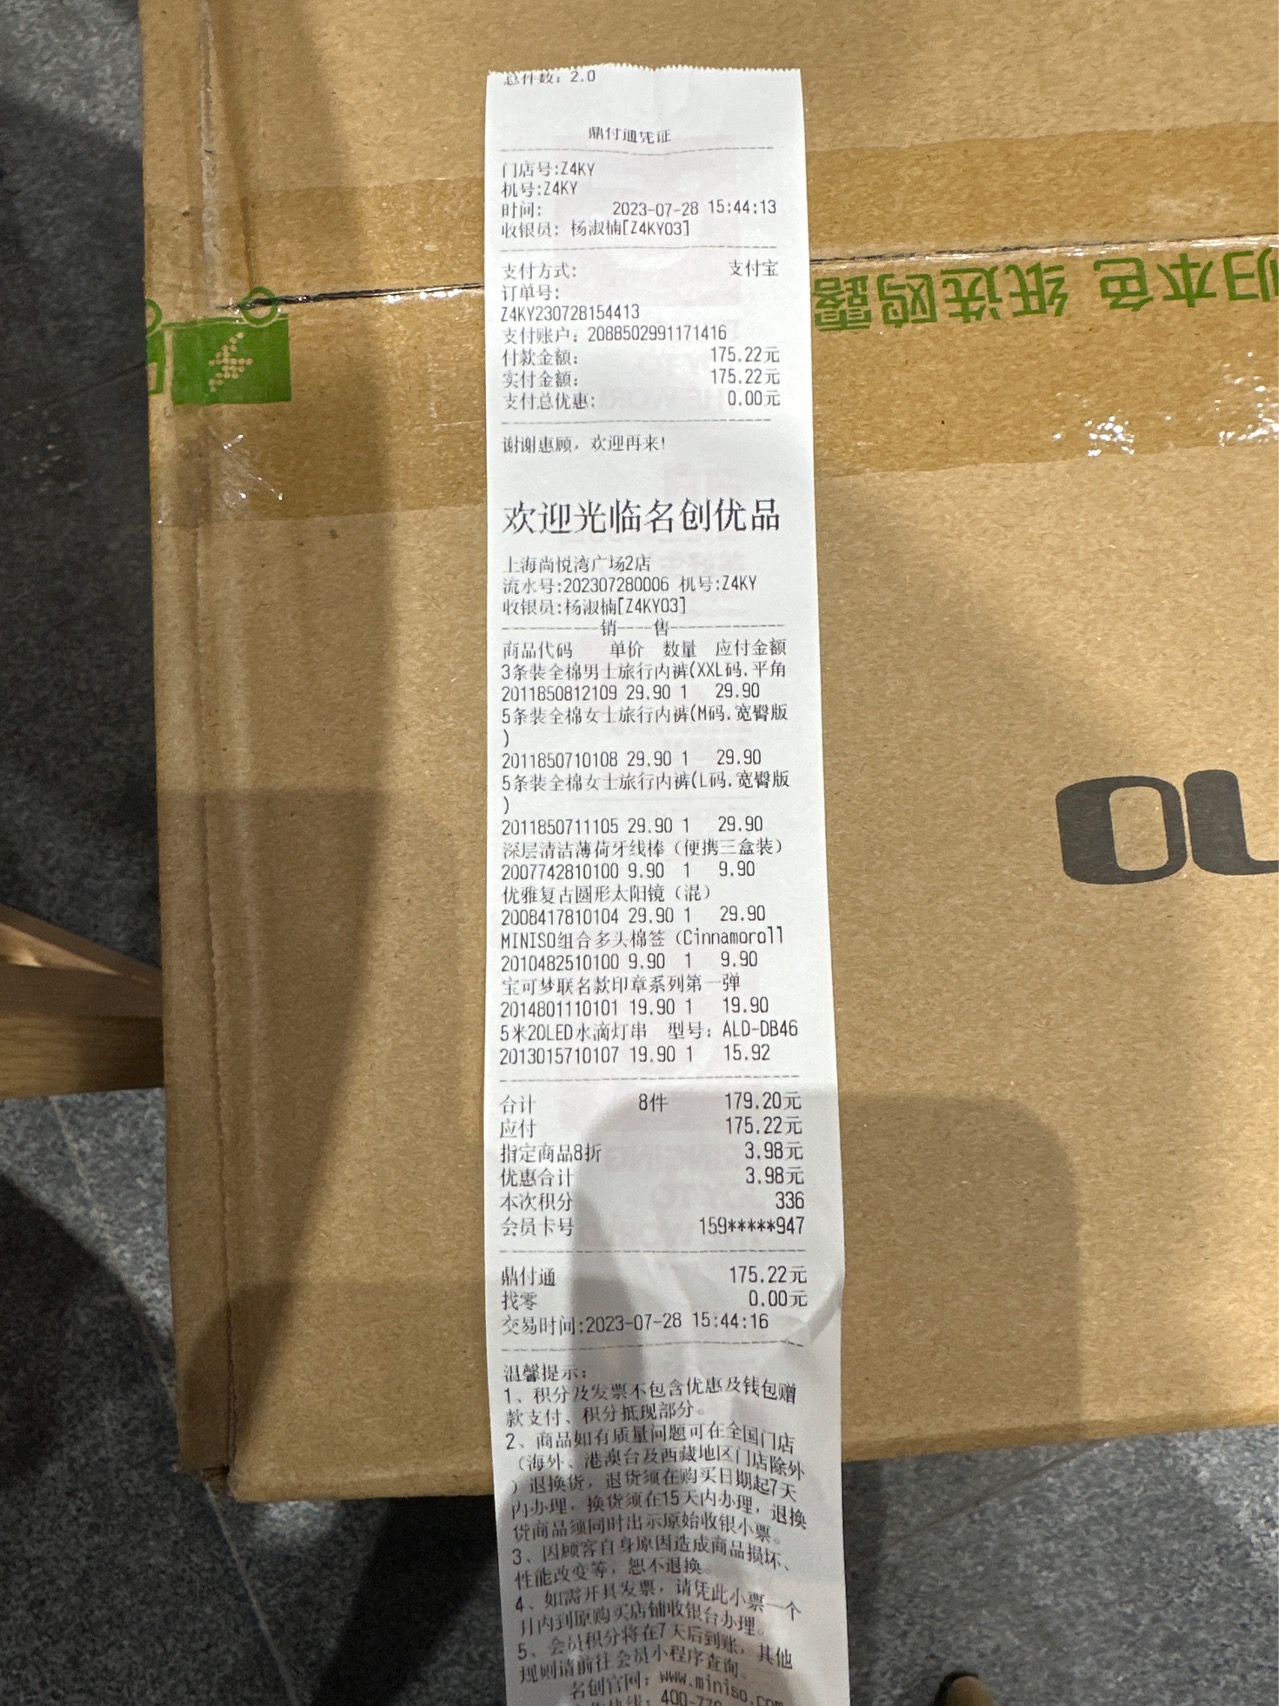 总件数: 2.0
鼎付通凭证
门店号:Z4KY
机号:Z4KY
时间: 2023-07-28 15:44:13
收银员: 杨淑楠[Z4KY03]
支付方式: 支付宝
订单号:
Z4KY230728154413
支付账户: 2088502991171416
付款金额: 175.22元
实付金额: 175.22元
支付总优惠: 0.00元
谢谢惠顾, 欢迎再来!
欢迎光临名创优品
上海尚悦湾广场2店
流水号:202307280006 机号:Z4KY
收银员:杨淑楠[Z4KY03]
销----售
商品代码 单价 数量 应付金额
3条装全棉男士旅行内裤(XXL码.平角
2011850812109 29.90 1 29.90
5条装全棉女士旅行内裤(M码.宽臀版
)
2011850710108 29.90 1 29.90
5条装全棉女士旅行内裤(L码.宽臀版
)
2011850711105 29.90 1 29.90
深层清洁薄荷牙线棒（便携三盒装）
2007742810100 9.90 1 9.90
优雅复古圆形太阳镜（混）
2008417810104 29.90 1 29.90
MINISO组合多头棉签（Cinnamoroll
2010482510100 9.90 1 9.90
宝可梦联名款印章系列第一弹
2014801110101 19.90 1 19.90
5米20LED水滴灯串 型号: ALD-DB46
2013015710107 19.90 1 15.92
合计 8件 179.20元
应付 175.22元
指定商品8折 3.98元
优惠合计 3.98元
本次积分 336
会员卡号 159*****947
鼎付通 175.22元
找零 0.00元
交易时间:2023-07-28 15:44:16
温馨提示:
1、积分及发票不包含优惠及钱包赠
款支付、积分抵现部分。
2、商品如有质量问题可在全国门店
（海外、港澳台及西藏地区门店除外
）退换货, 退货须在购买日期起7天
内办理, 换货须在15天内办理, 退换
货商品须同时出示原始收银小票。
3、因顾客自身原因造成商品损坏、
性能改变等, 恕不退换。
4、如需开具发票, 请凭此小票一个
月内到原购买店铺收银台办理。
5、会员积分将在7天后到账, 其他
规则请前往会员小程序查询。
名创官网: www.miniso.com
归本色 纸选鸥露
OU